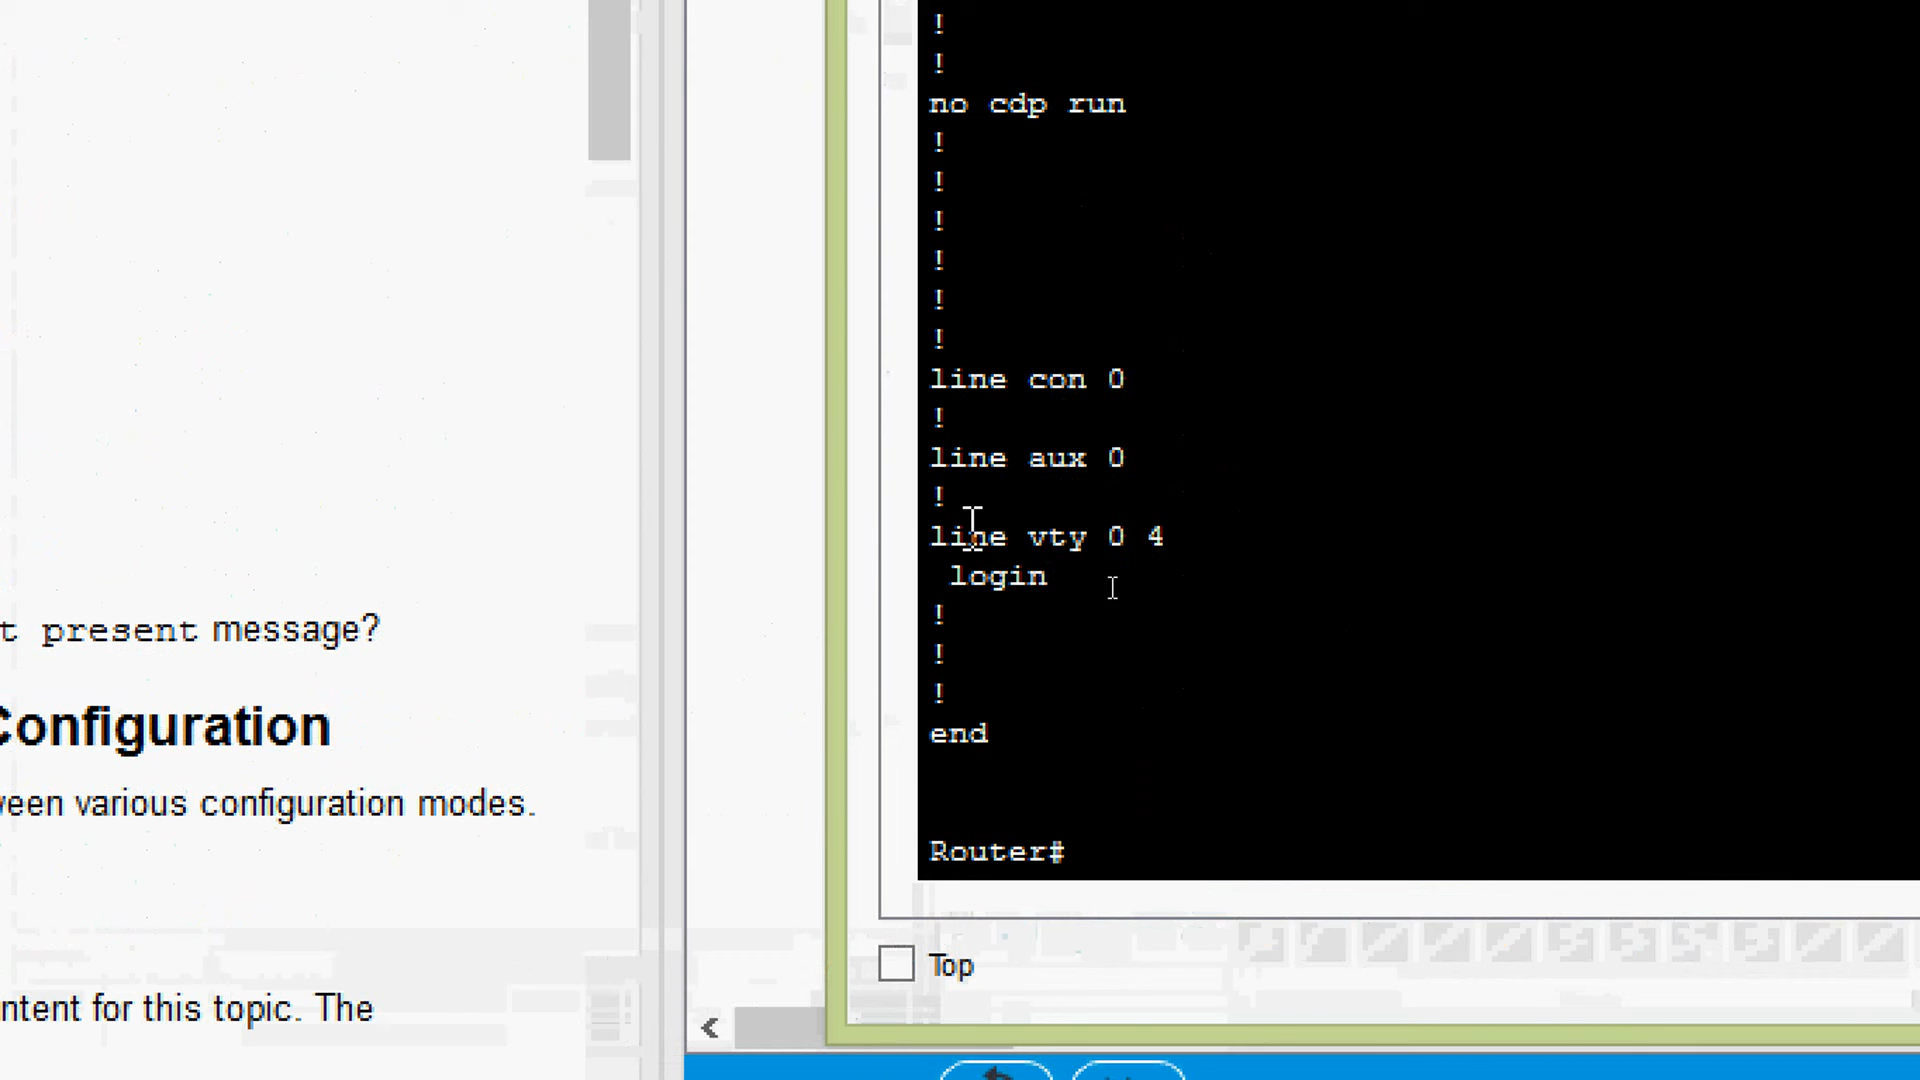 t present message?
Configuration
ween various configuration modes.
ntent for this topic. The
!
!
no cdp run
!
!
!
!
!
!
line con 0
!
line aux 0
!
line vty 0 4
login
!
!
!
end
Router#
Top